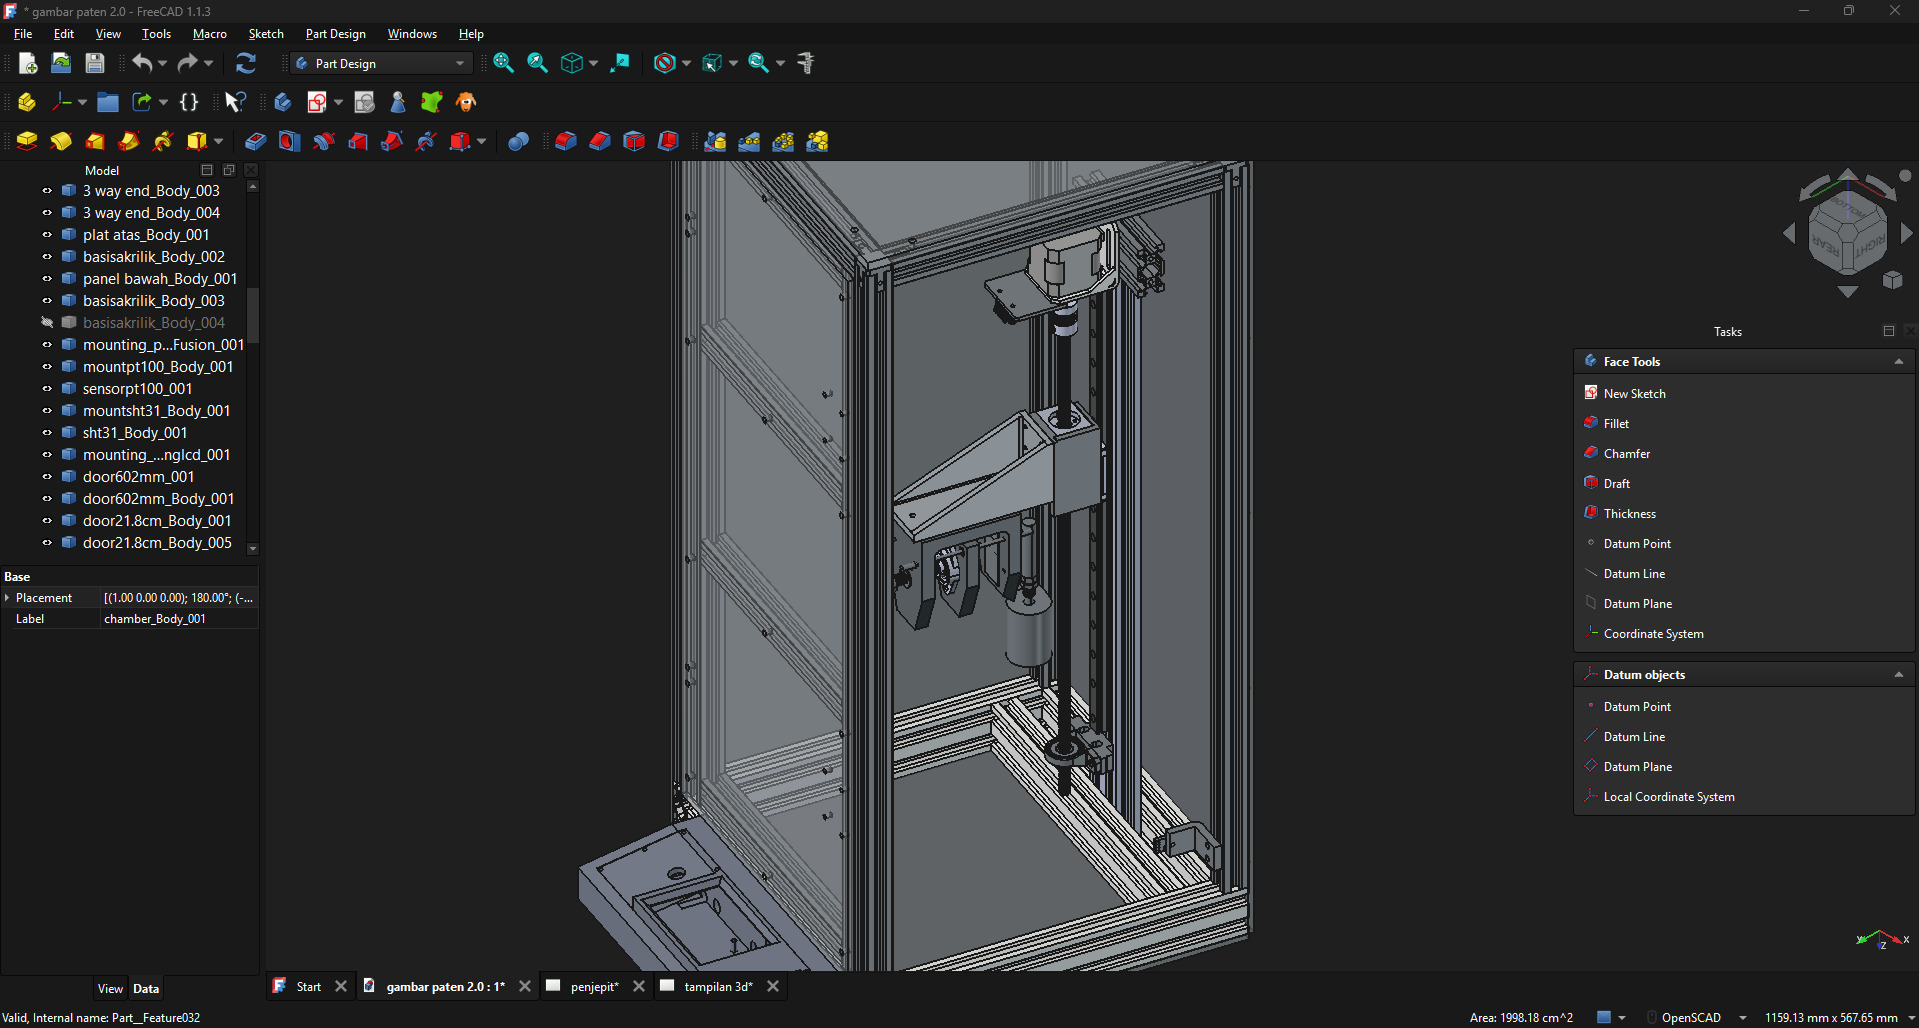 * gambar paten 2.0 - FreeCAD 1.1.3
File Edit View Tools Macro Sketch Part Design Windows Help
Part Design
Model
3 way end_Body_003
3 way end_Body_004
plat atas_Body_001
basisakrilik_Body_002
panel bawah_Body_001
basisakrilik_Body_003
basisakrilik_Body_004
mounting_p...Fusion_001
mountpt100_Body_001
sensorpt100_001
mountsht31_Body_001
sht31_Body_001
mounting_...nglcd_001
door602mm_001
door602mm_Body_001
door21.8cm_Body_001
door21.8cm_Body_005
Base
Placement [(1.00 0.00 0.00); 180.00°; (-...
Label chamber_Body_001
View Data
BOTTOM
REAR
RIGHT
Tasks
Face Tools
New Sketch
Fillet
Chamfer
Draft
Thickness
Datum Point
Datum Line
Datum Plane
Coordinate System
Datum objects
Datum Point
Datum Line
Datum Plane
Local Coordinate System
Y Z X
Start
gambar paten 2.0 : 1*
penjepit*
tampilan 3d*
Valid, Internal name: Part__Feature032
Area: 1998.18 cm^2
OpenSCAD
1159.13 mm x 567.65 mm